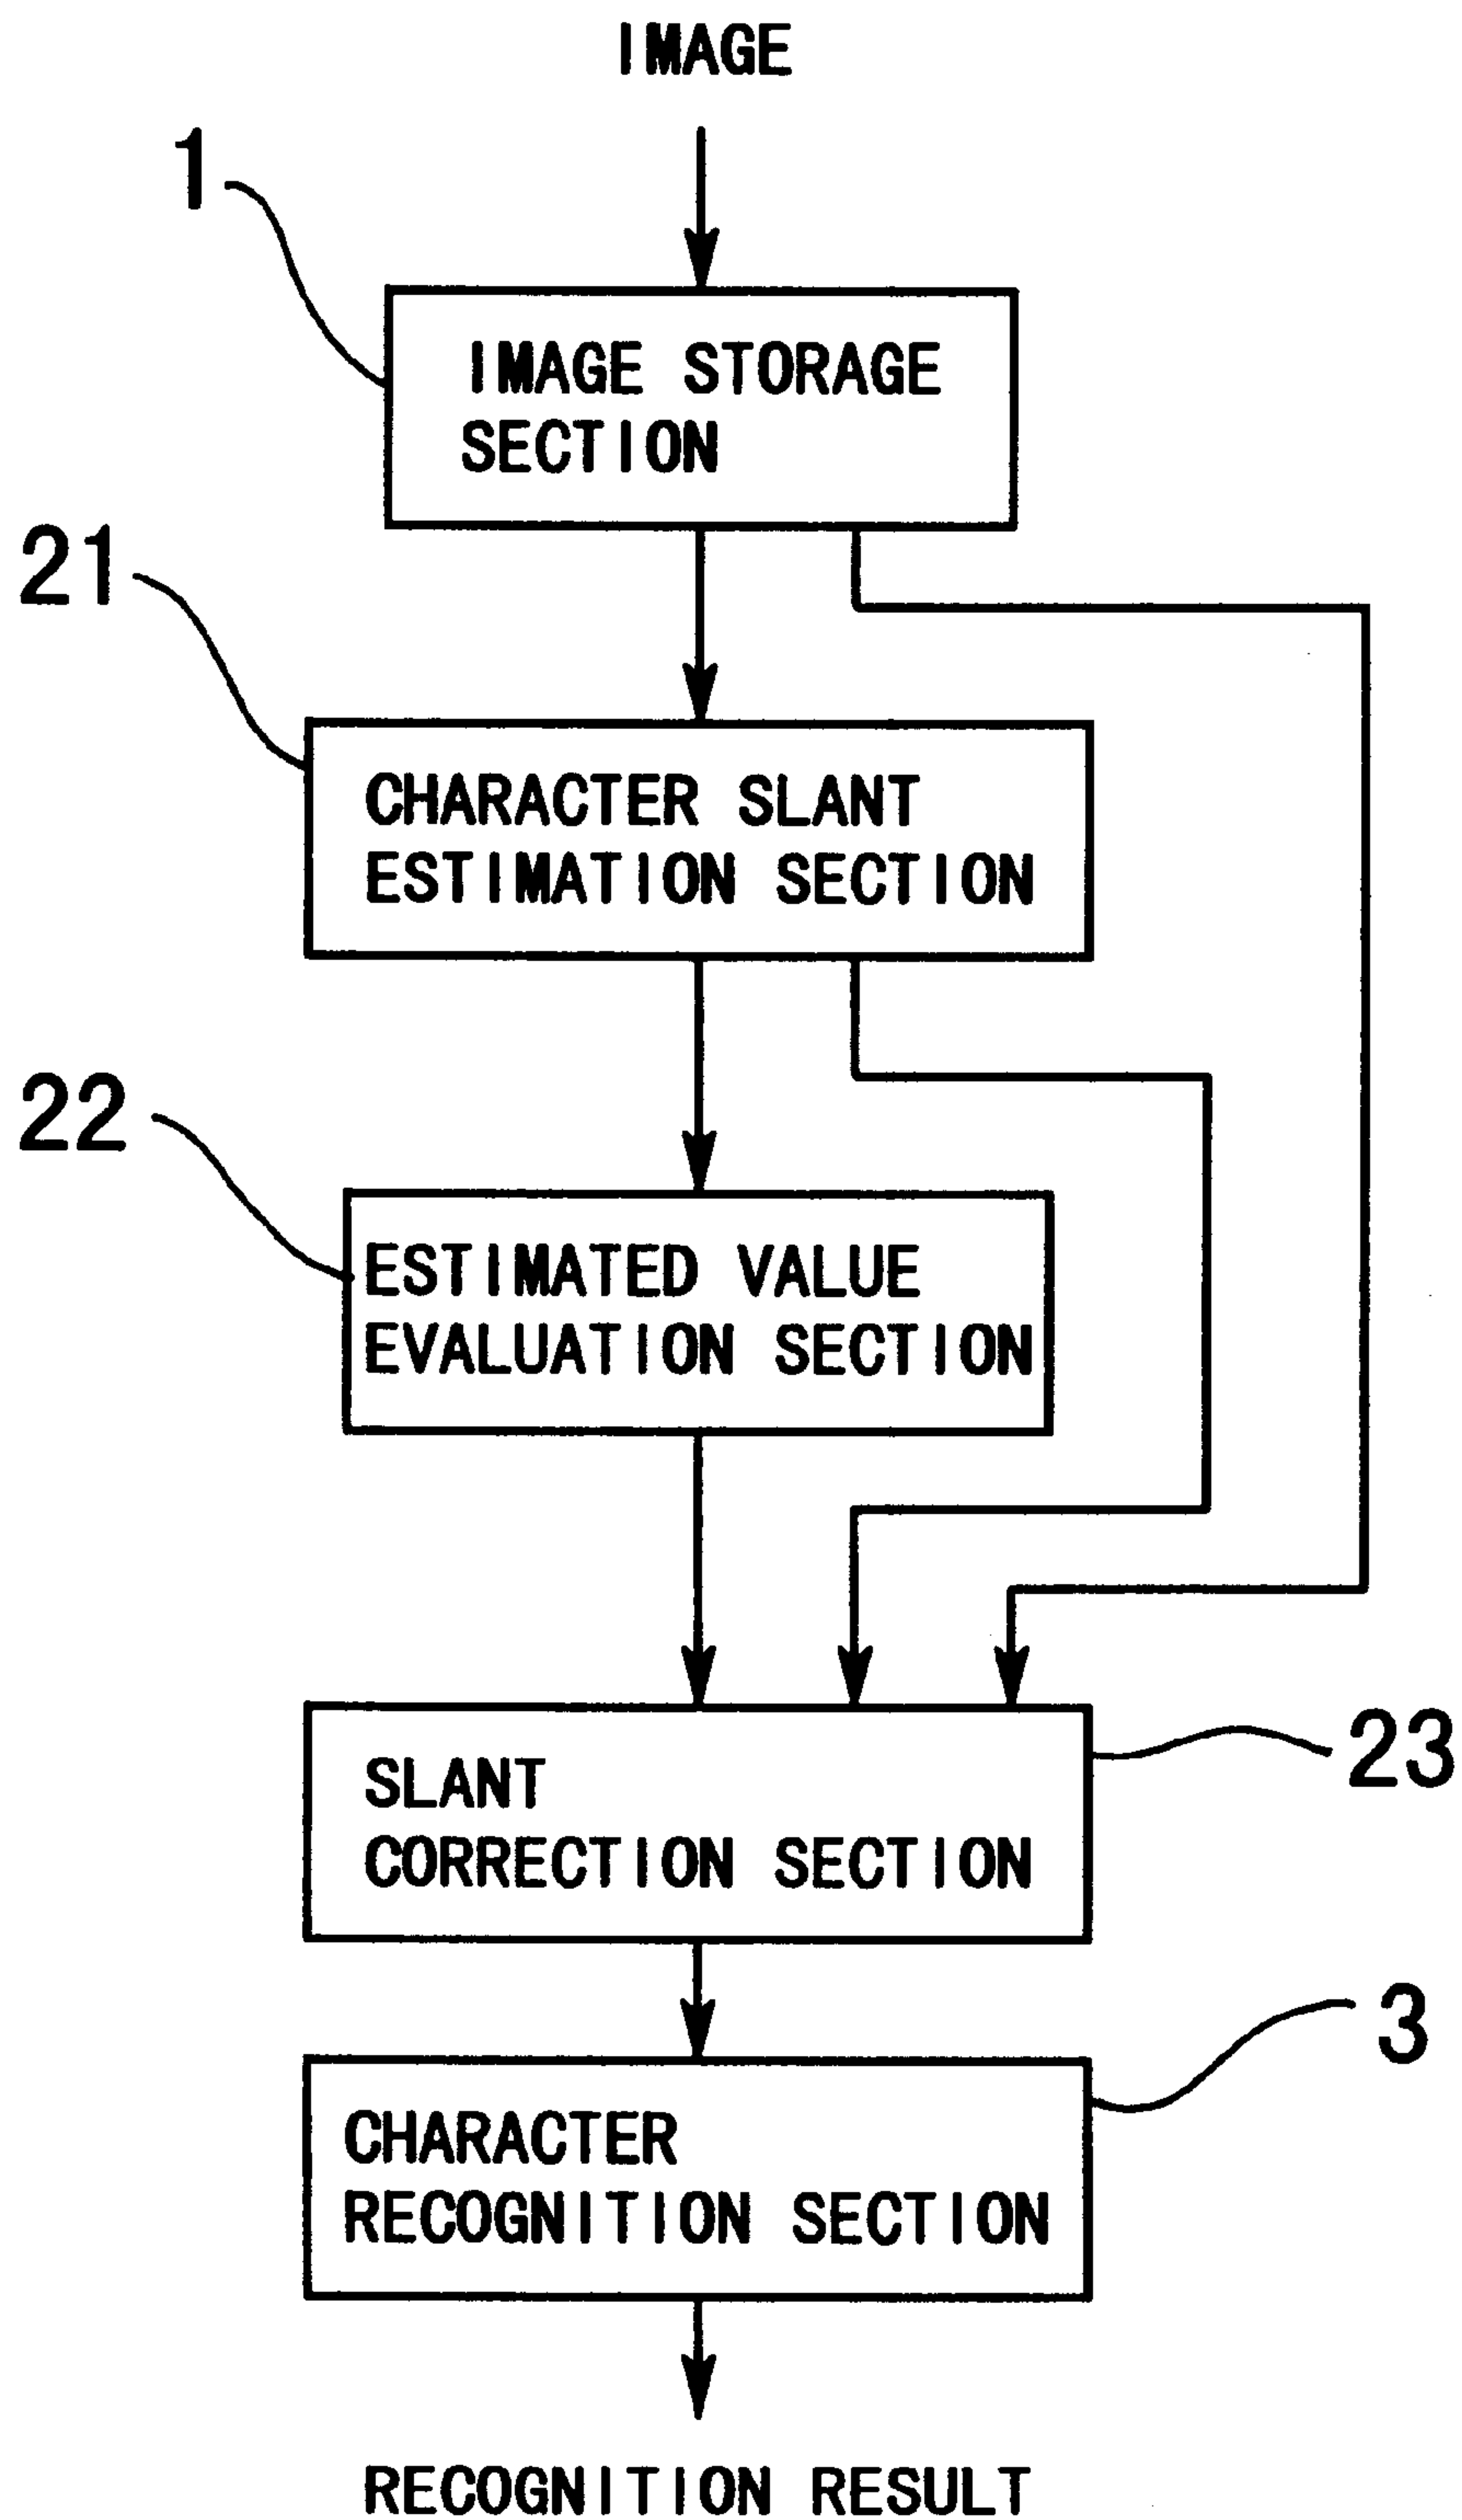 IMAGE
1
IMAGE STORAGE
SECTION
21
CHARACTER SLANT
ESTIMATION SECTION
22
ESTIMATED VALUE
EVALUATION SECTION
23
SLANT
CORRECTION SECTION
3
CHARACTER
RECOGNITION SECTION
RECOGNITION RESULT